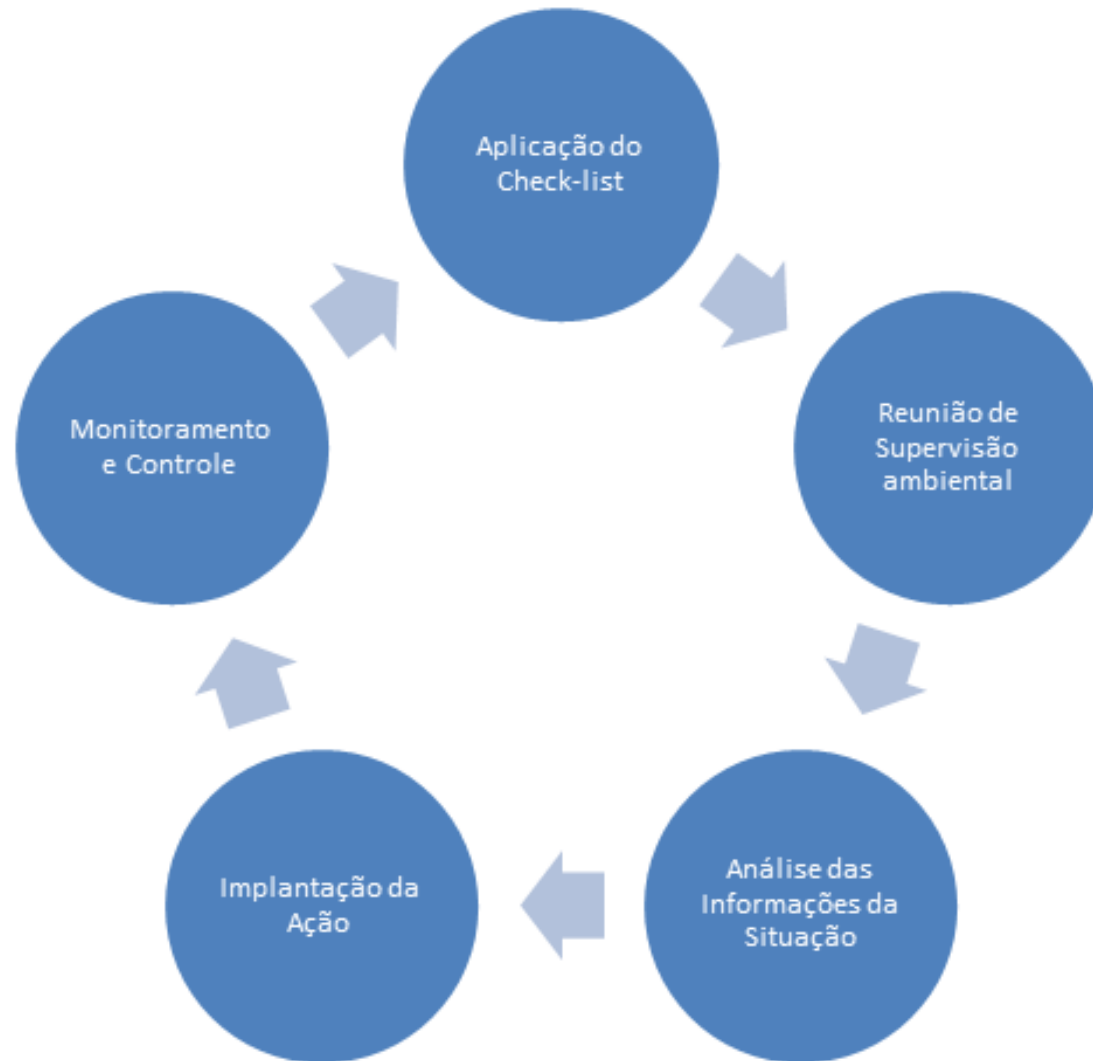 Aplicação do
Check-list
Reunião de
Supervisão
ambiental
Análise das
Informações da
Situação
Implantação da
Ação
Monitoramento
e Controle